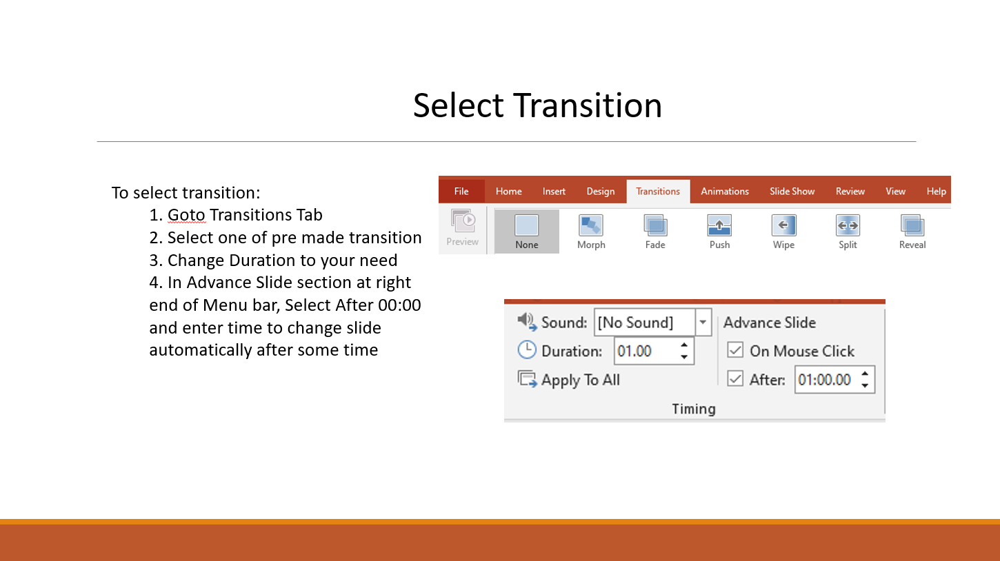 Select Transition
To select transition:
1. Goto Transitions Tab
2. Select one of pre made transition
3. Change Duration to your need
4. In Advance Slide section at right
end of Menu bar, Select After 00:00
and enter time to change slide
automatically after some time
File Home Insert Design Transitions Animations Slide Show Review View Help
Preview None Morph Fade Push Wipe Split Reveal
Sound: [No Sound] Advance Slide
Duration: 01.00 On Mouse Click
Apply To All After: 01:00.00
Timing